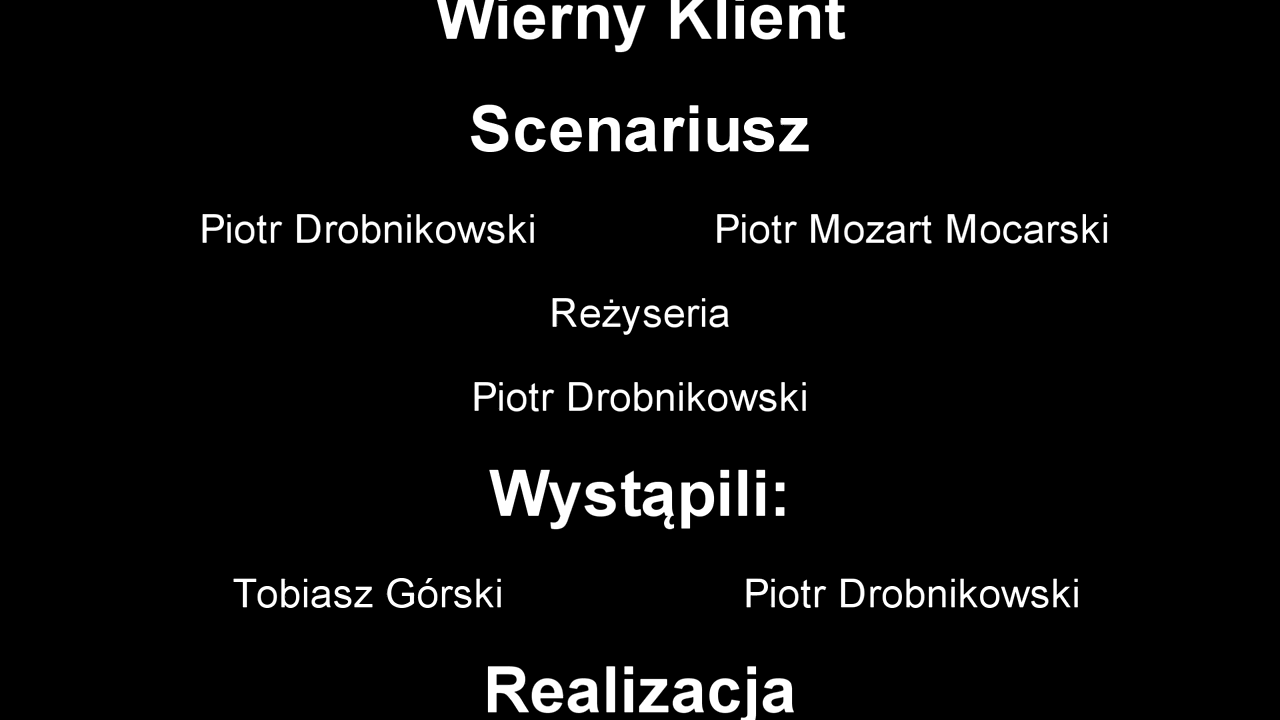 Wierny Klient
Scenariusz
Piotr Drobnikowski Piotr Mozart Mocarski
Reżyseria
Piotr Drobnikowski
Wystąpili:
Tobiasz Górski Piotr Drobnikowski
Realizacja